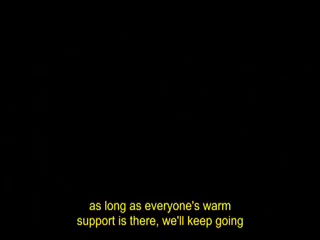 as long as everyone's warm
support is there, we'll keep going